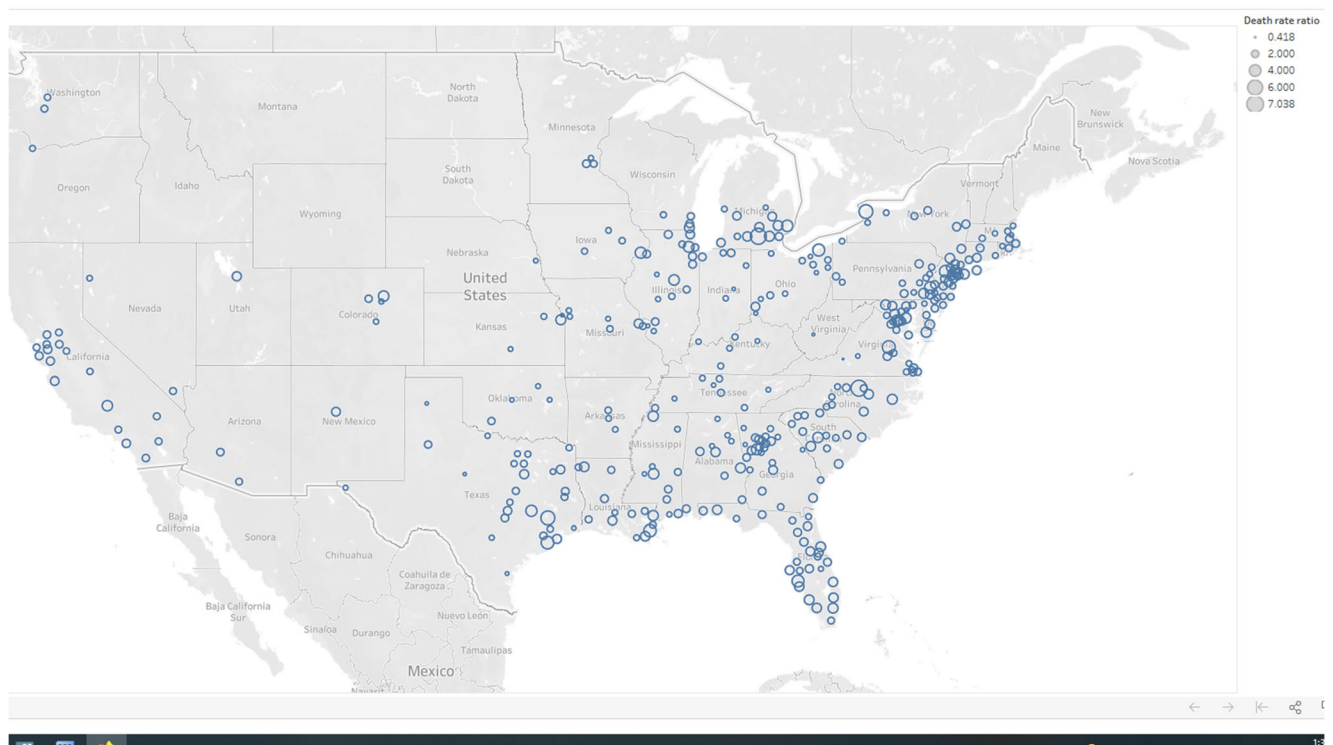 Death rate ratio
0.418
2.000
4.000
6.000
7.038
Washington
Montana
North
Dakota
Minnesota
New
Brunswick
Maine
Nova Scotia
Oregon
Idaho
South
Dakota
Wisconsin
Vermont
Wyoming
Michigan
New York
Iowa
Nebraska
United
States
Pennsylvania
Nevada
Utah
Illinois
Indiana
Ohio
Colorado
Kansas
Missouri
West
Virginia
Kentucky
Virginia
California
Oklahoma
Tennessee
North
Carolina
Arizona
New Mexico
Arkansas
Mississippi
South
Alabama
Georgia
Texas
Louisiana
Baja
California
Sonora
Chihuahua
Coahuila de
Zaragoza
Baja California
Sur
Nuevo León
Sinaloa
Durango
Tamaulipas
Mexico